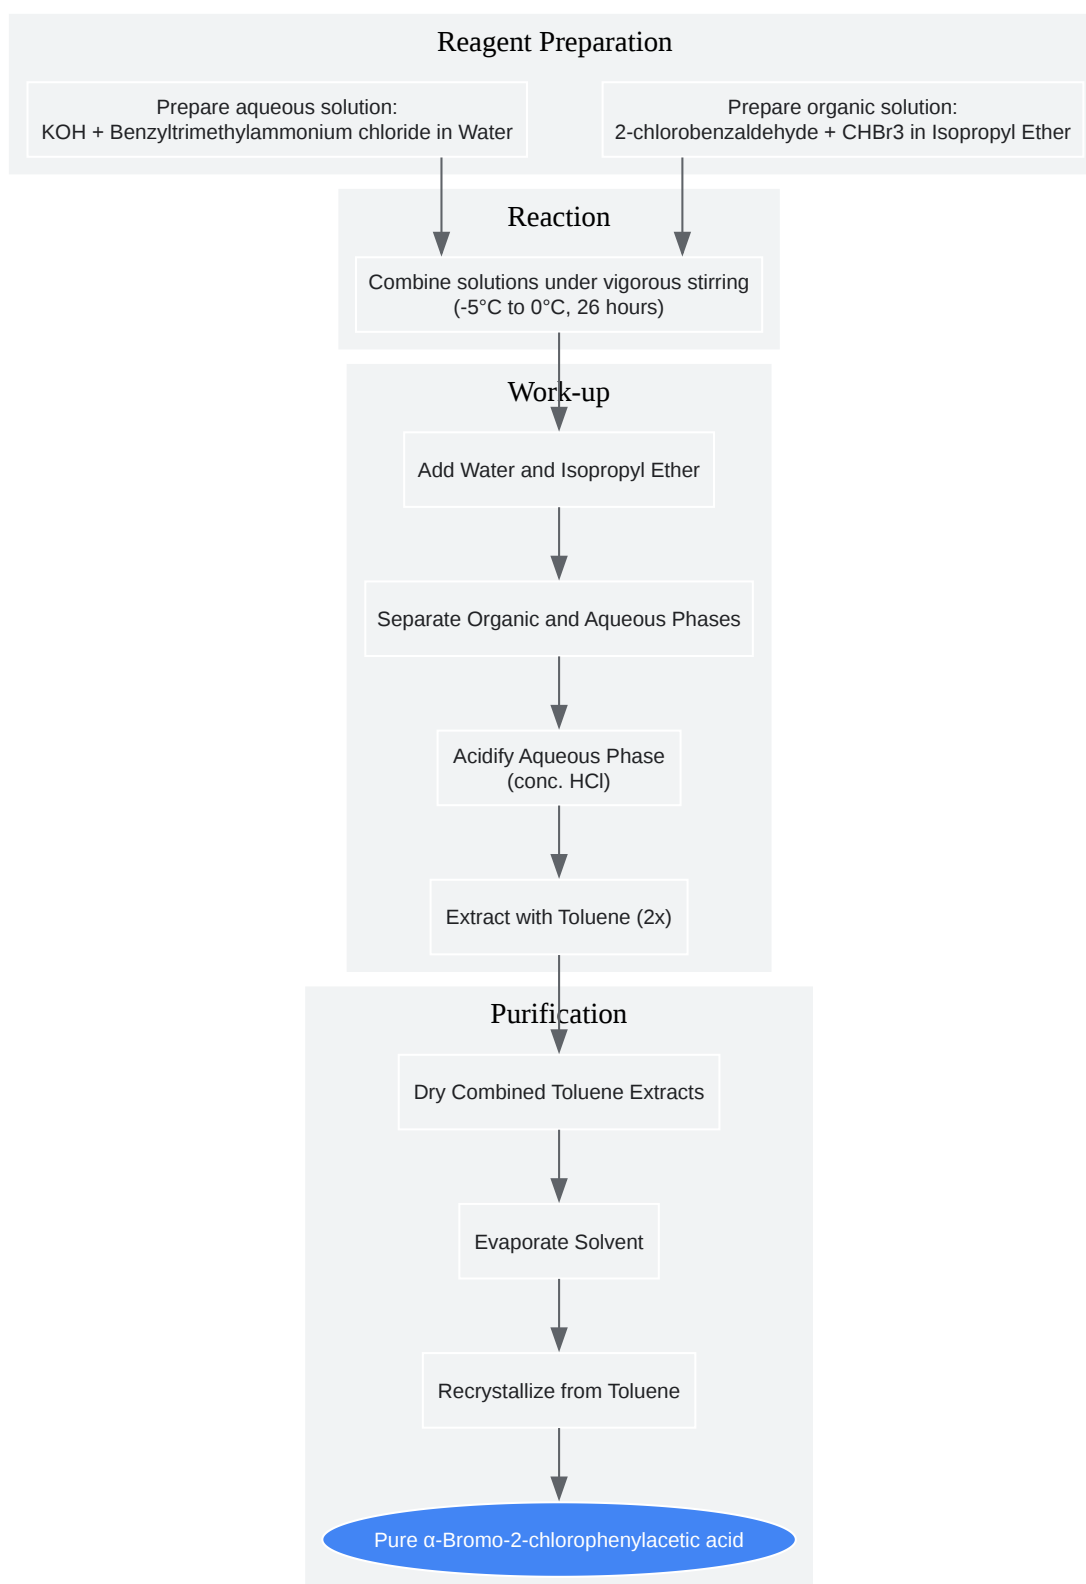 Reagent Preparation
Prepare aqueous solution:
KOH + Benzyltrimethylammonium chloride in Water
Prepare organic solution:
2-chlorobenzaldehyde + CHBr3 in Isopropyl Ether
Reaction
Combine solutions under vigorous stirring
(-5°C to 0°C, 26 hours)
Work-up
Add Water and Isopropyl Ether
Separate Organic and Aqueous Phases
Acidify Aqueous Phase
(conc. HCl)
Extract with Toluene (2x)
Purification
Dry Combined Toluene Extracts
Evaporate Solvent
Recrystallize from Toluene
Pure α-Bromo-2-chlorophenylacetic acid